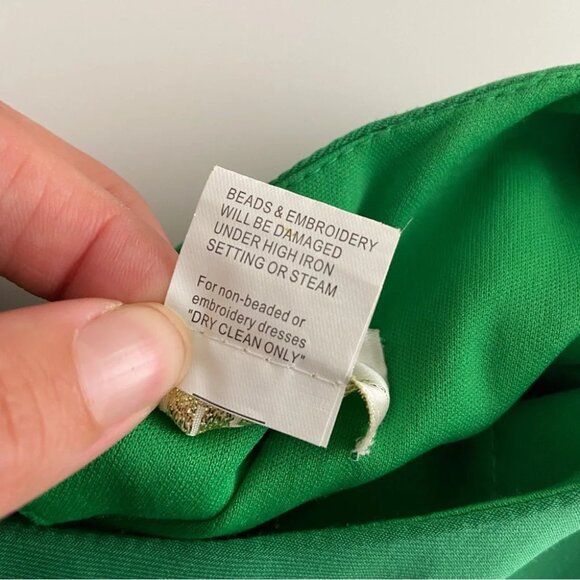 BEADS & EMBROIDERY
WILL BE DAMAGED
UNDER HIGH IRON
SETTING OR STEAM
For non-beaded or
embroidery dresses
"DRY CLEAN ONLY"